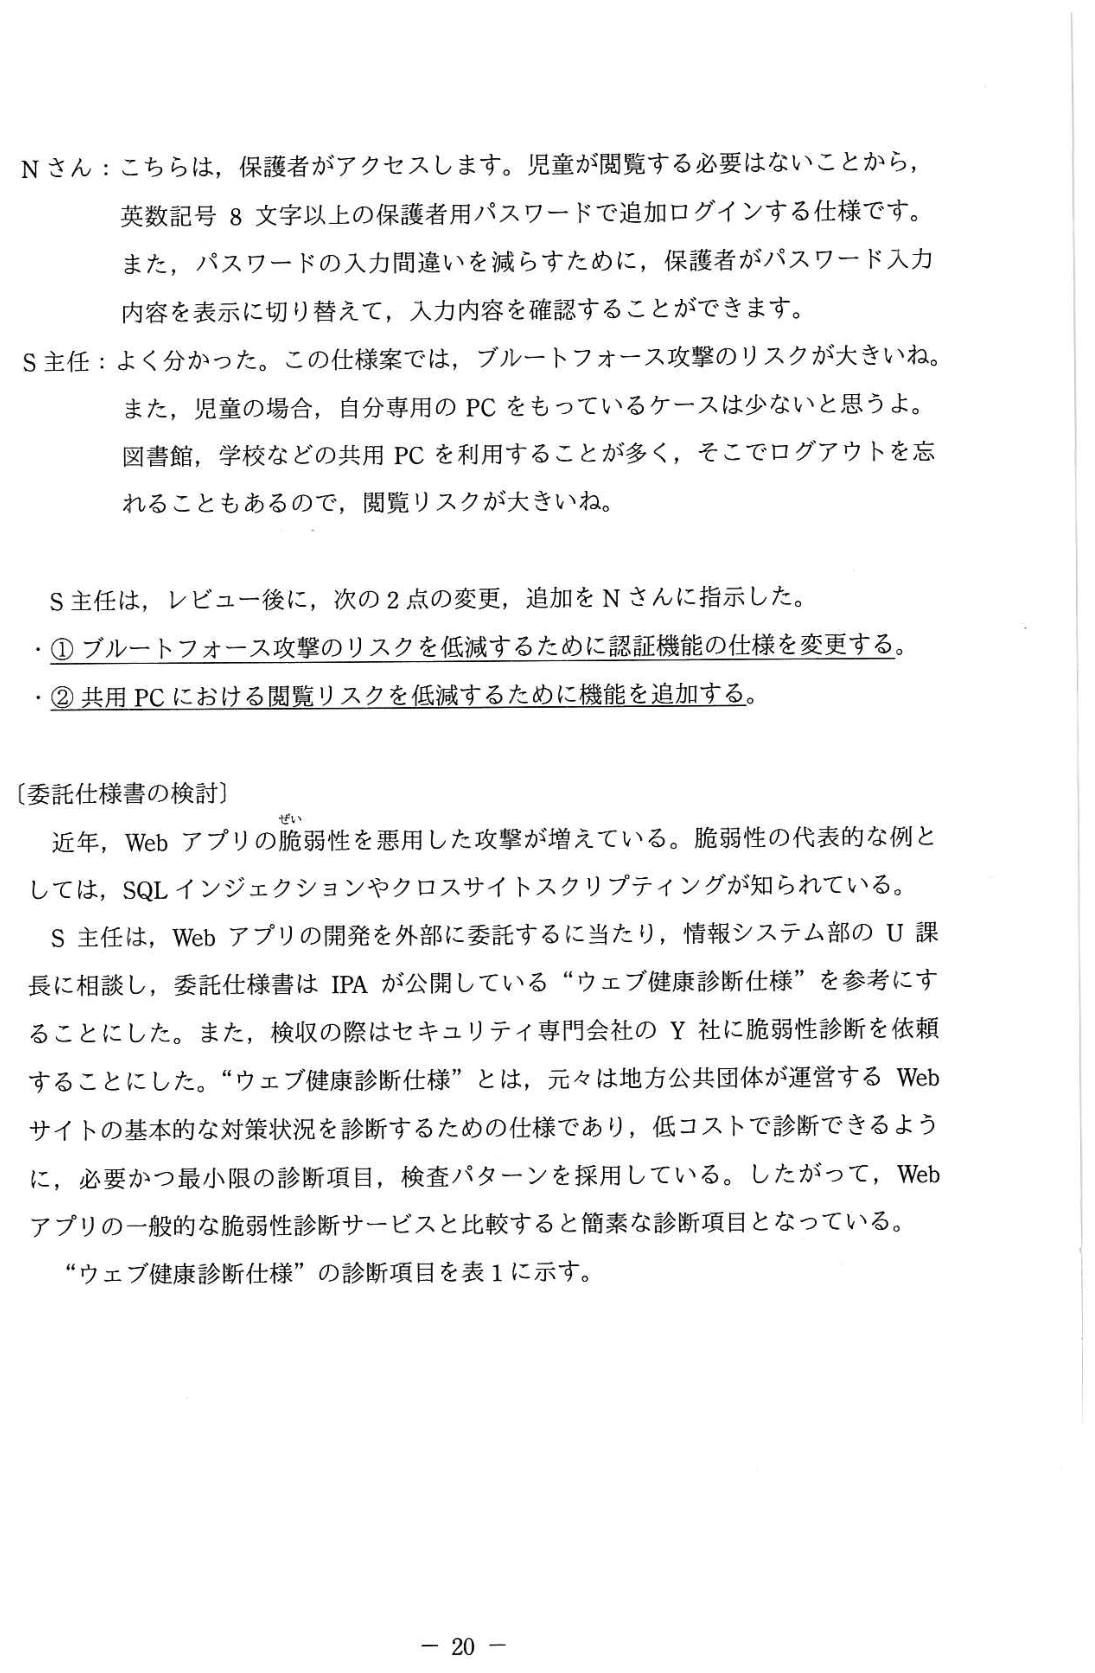 Nさん：こちらは，保護者がアクセスします。児童が閲覧する必要はないことから，
英数記号 8 文字以上の保護者用パスワードで追加ログインする仕様です。
また，パスワードの入力間違いを減らすために，保護者がパスワード入力
内容を表示に切り替えて，入力内容を確認することができます。
S主任：よく分かった。この仕様案では，ブルートフォース攻撃のリスクが大きいね。
また，児童の場合，自分専用の PC をもっているケースは少ないと思うよ。
図書館，学校などの共用 PC を利用することが多く，そこでログアウトを忘
れることもあるので，閲覧リスクが大きいね。
S主任は，レビュー後に，次の2点の変更，追加をNさんに指示した。
・① ブルートフォース攻撃のリスクを低減するために認証機能の仕様を変更する。
・② 共用 PC における閲覧リスクを低減するために機能を追加する。
〔委託仕様書の検討〕
ぜい
近年，Web アプリの脆弱性を悪用した攻撃が増えている。脆弱性の代表的な例と
しては，SQL インジェクションやクロスサイトスクリプティングが知られている。
S 主任は，Web アプリの開発を外部に委託するに当たり，情報システム部の U 課
長に相談し，委託仕様書は IPA が公開している“ウェブ健康診断仕様”を参考にす
ることにした。また，検収の際はセキュリティ専門会社の Y 社に脆弱性診断を依頼
することにした。“ウェブ健康診断仕様”とは，元々は地方公共団体が運営する Web
サイトの基本的な対策状況を診断するための仕様であり，低コストで診断できるよう
に，必要かつ最小限の診断項目，検査パターンを採用している。したがって，Web
アプリの一般的な脆弱性診断サービスと比較すると簡素な診断項目となっている。
“ウェブ健康診断仕様”の診断項目を表1に示す。
－ 20 －